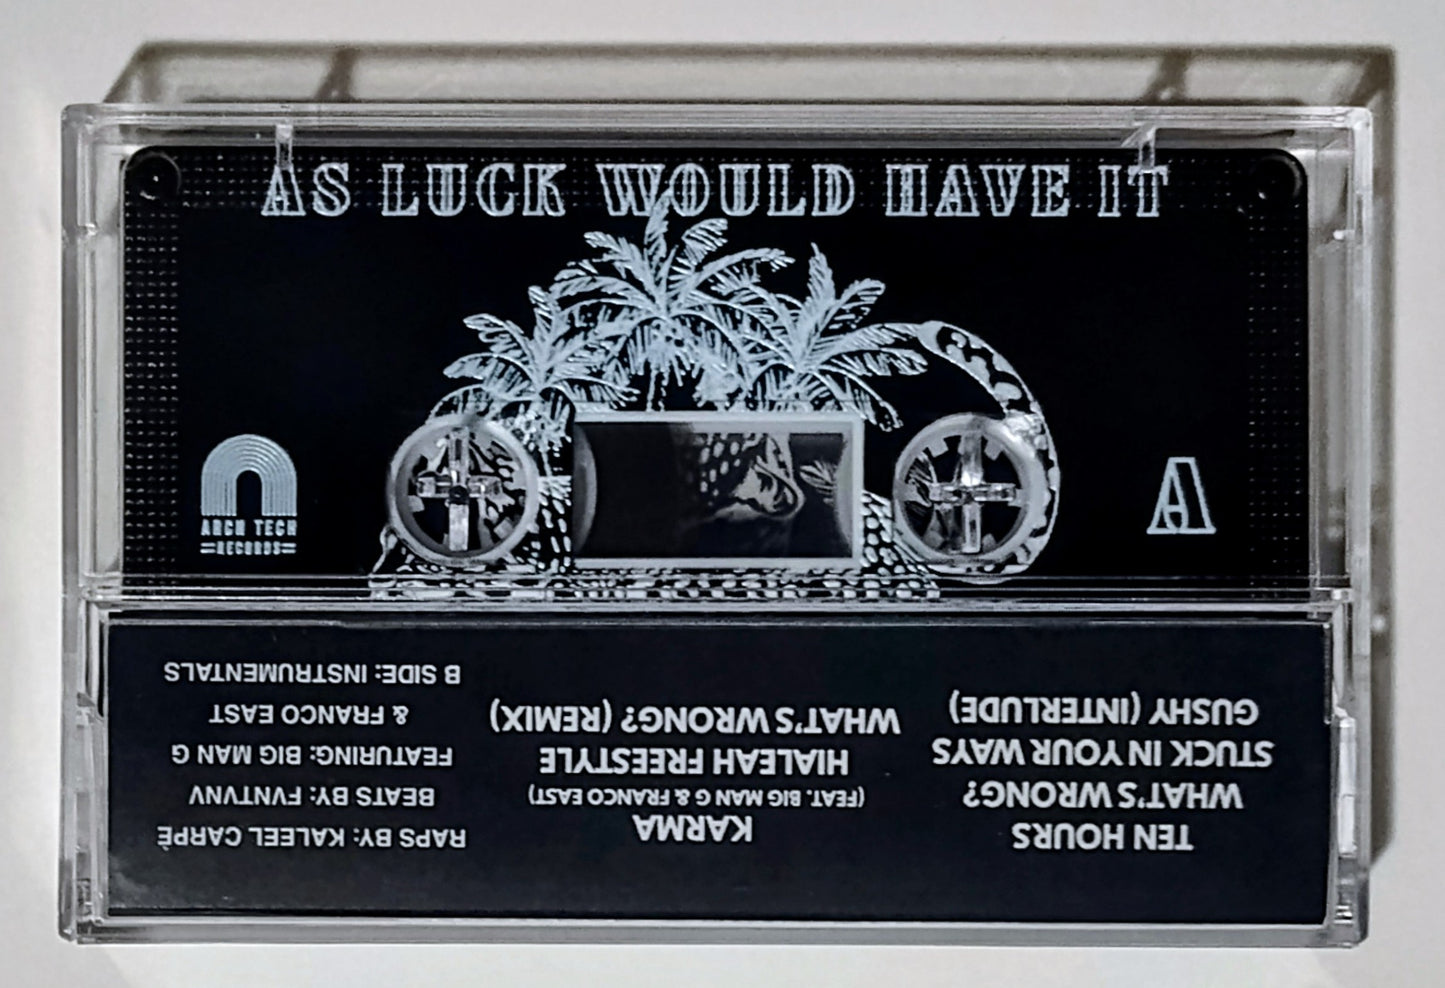 AS LUCK WOULD HAVE IT
ARCH TECH
RECORDS
A
TEN HOURS
WHAT'S WRONG?
STUCK IN YOUR WAYS
GUSHY (INTERLUDE)
KARMA
(FEAT. BIG MAN G & FRANCO EAST)
HIALEAH FREESTYLE
WHAT'S WRONG? (REMIX)
RAPS BY: KALEEL CARPÈ
BEATS BY: FVNTVNV
FEATURING: BIG MAN G
& FRANCO EAST
B SIDE: INSTRUMENTALS